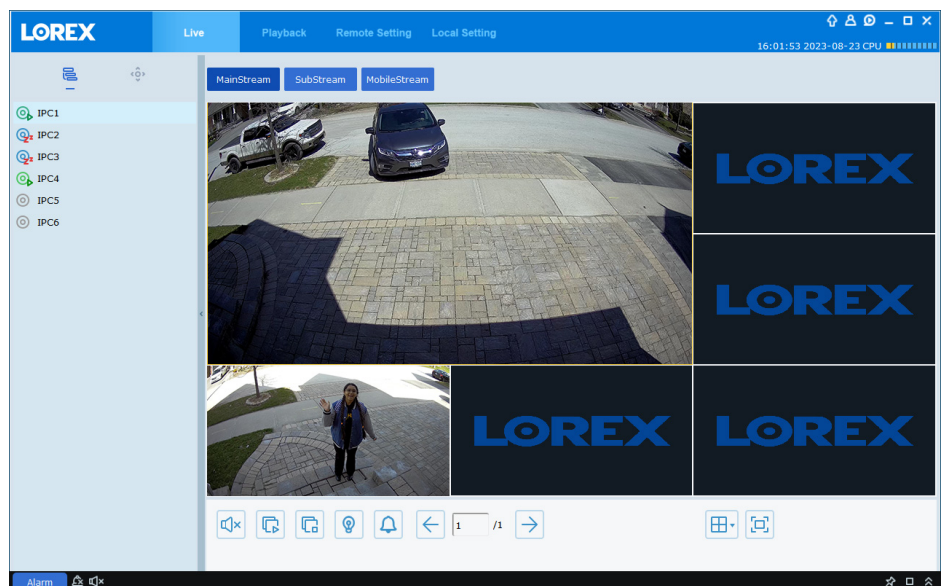 LOREX
Live
Playback
Remote Setting
Local Setting
16:01:53 2023-08-23 CPU
MainStream
SubStream
MobileStream
IPC1
IPC2
IPC3
IPC4
IPC5
IPC6
LOREX
LOREX
LOREX
LOREX
1 /1
Alarm